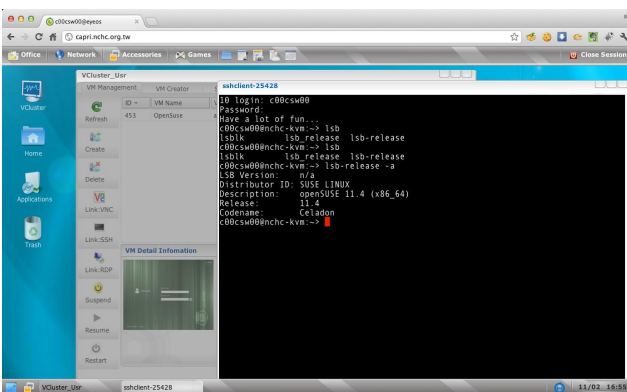 c00csw00@eyeos
capri.nchc.org.tw
Office Network Accessories Games Close Session
VCluster_Usr
VM Management VM Creator
ID VM Name
453 OpenSuse
Refresh
Create
Delete
Link:VNC
Link:SSH
Link:RDP
Suspend
Resume
Restart
VM Detail Infomation
VCluster
Home
Applications
Trash
sshclient-25428
10 login: c00csw00
Password:
Have a lot of fun...
c00csw00@nchc-kvm:~> lsb
lsblk lsb_release lsb-release
c00csw00@nchc-kvm:~> lsb
lsblk lsb_release lsb-release
c00csw00@nchc-kvm:~> lsb-release -a
LSB Version: n/a
Distributor ID: SUSE LINUX
Description: openSUSE 11.4 (x86_64)
Release: 11.4
Codename: Celadon
c00csw00@nchc-kvm:~>
VCluster_Usr sshclient-25428 11/02 16:55